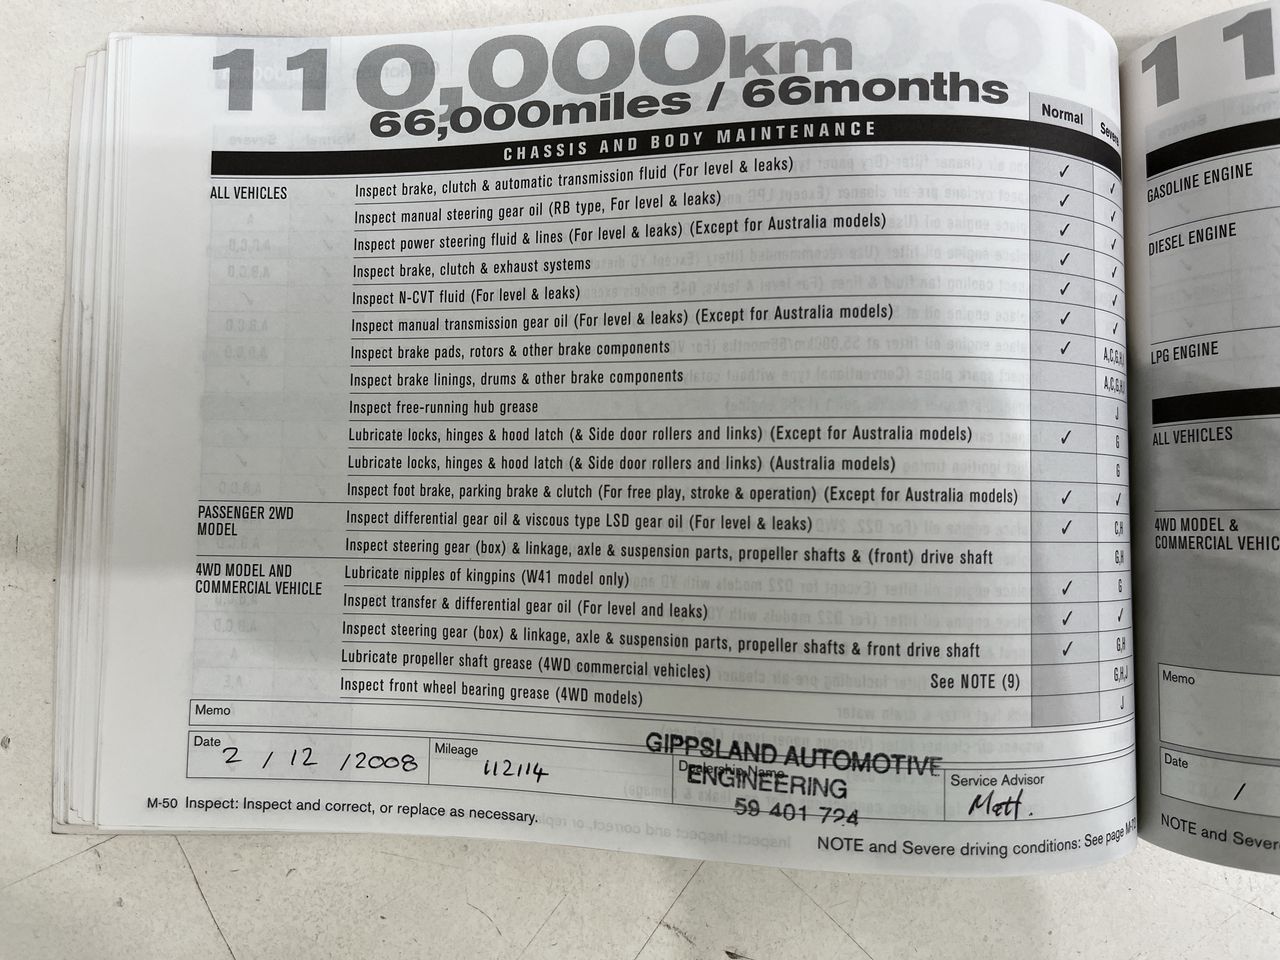 110,000km
66,000miles / 66months
Normal
CHASSIS AND BODY MAINTENANCE
ALL VEHICLES
Inspect brake, clutch & automatic transmission fluid (For level & leaks) ✓ ✓
Inspect manual steering gear oil (RB type, For level & leaks) ✓ ✓
Inspect power steering fluid & lines (For level & leaks) (Except for Australia models) ✓ ✓
Inspect brake, clutch & exhaust systems ✓ ✓
Inspect N-CVT fluid (For level & leaks) ✓ ✓
Inspect manual transmission gear oil (For level & leaks) (Except for Australia models) ✓ ✓
Inspect brake pads, rotors & other brake components ✓ A,C,G,H
Inspect brake linings, drums & other brake components A,C,G,H
Inspect free-running hub grease J
Lubricate locks, hinges & hood latch (& Side door rollers and links) (Except for Australia models) ✓ G
Lubricate locks, hinges & hood latch (& Side door rollers and links) (Australia models) G
Inspect foot brake, parking brake & clutch (For free play, stroke & operation) (Except for Australia models) ✓ ✓
PASSENGER 2WD
MODEL
Inspect differential gear oil & viscous type LSD gear oil (For level & leaks) ✓ C,H
Inspect steering gear (box) & linkage, axle & suspension parts, propeller shafts & (front) drive shaft G,H
4WD MODEL AND
COMMERCIAL VEHICLE
Lubricate nipples of kingpins (W41 model only) ✓ G
Inspect transfer & differential gear oil (For level and leaks) ✓ ✓
Inspect steering gear (box) & linkage, axle & suspension parts, propeller shafts & front drive shaft ✓ G,H
Lubricate propeller shaft grease (4WD commercial vehicles) See NOTE (9) G,H,J
Inspect front wheel bearing grease (4WD models) J
Memo
Date 2 / 12 / 2008
Mileage 112114
Dealership Name
GIPPSLAND AUTOMOTIVE
ENGINEERING
59 401 724
Service Advisor
Matt.
M-50 Inspect: Inspect and correct, or replace as necessary.
NOTE and Severe driving conditions: See page
11
GASOLINE ENGINE
DIESEL ENGINE
LPG ENGINE
ALL VEHICLES
4WD MODEL &
COMMERCIAL
Memo
Date
/
NOTE and